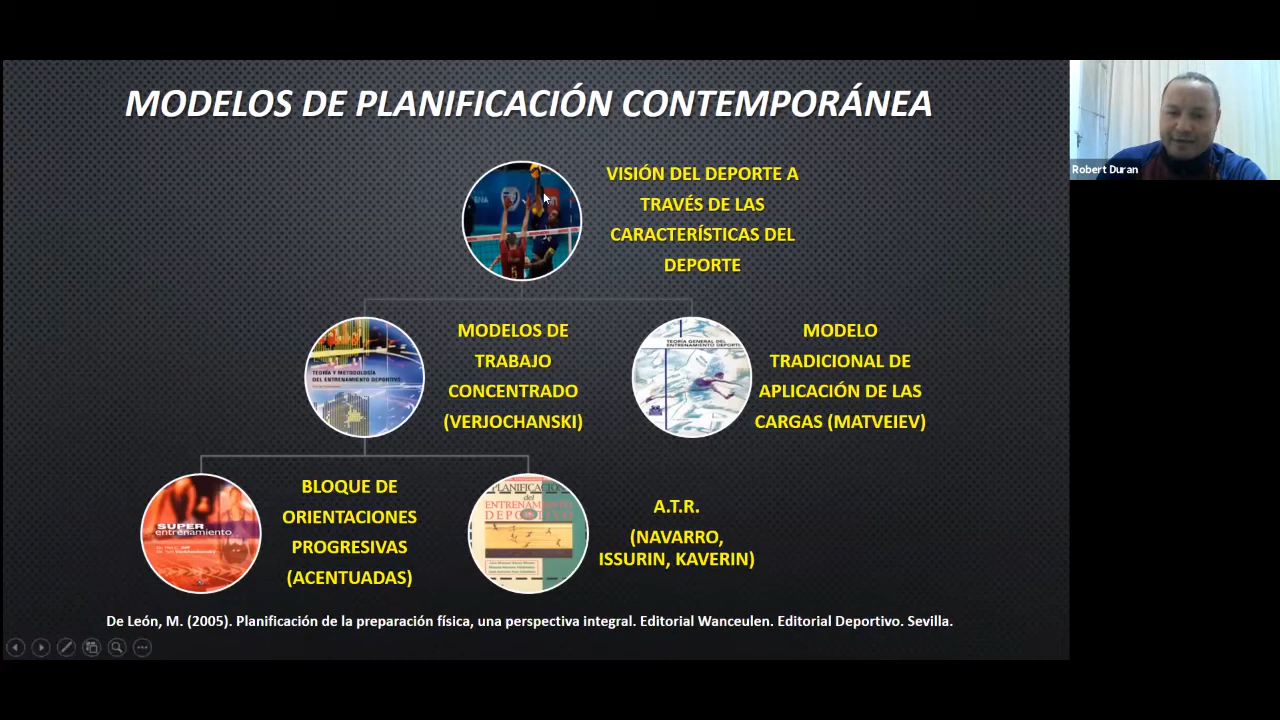 MODELOS DE PLANIFICACIÓN CONTEMPORÁNEA
Robert Duran
VISIÓN DEL DEPORTE A
TRAVÉS DE LAS
CARACTERÍSTICAS DEL
DEPORTE
TEORÍA Y METODOLOGÍA
DEL ENTRENAMIENTO DEPORTIVO
MODELOS DE
TRABAJO
CONCENTRADO
(VERJOCHANSKI)
TEORÍA GENERAL DEL
ENTRENAMIENTO DEPORTI
MODELO
TRADICIONAL DE
APLICACIÓN DE LAS
CARGAS (MATVEIEV)
SUPER
entrenamiento
BLOQUE DE
ORIENTACIONES
PROGRESIVAS
(ACENTUADAS)
PLANIFICACIÓN
del
ENTRENAMIENTO
DEPORTIVO
A.T.R.
(NAVARRO,
ISSURIN, KAVERIN)
De León, M. (2005). Planificación de la preparación física, una perspectiva integral. Editorial Wanceulen. Editorial Deportivo. Sevilla.